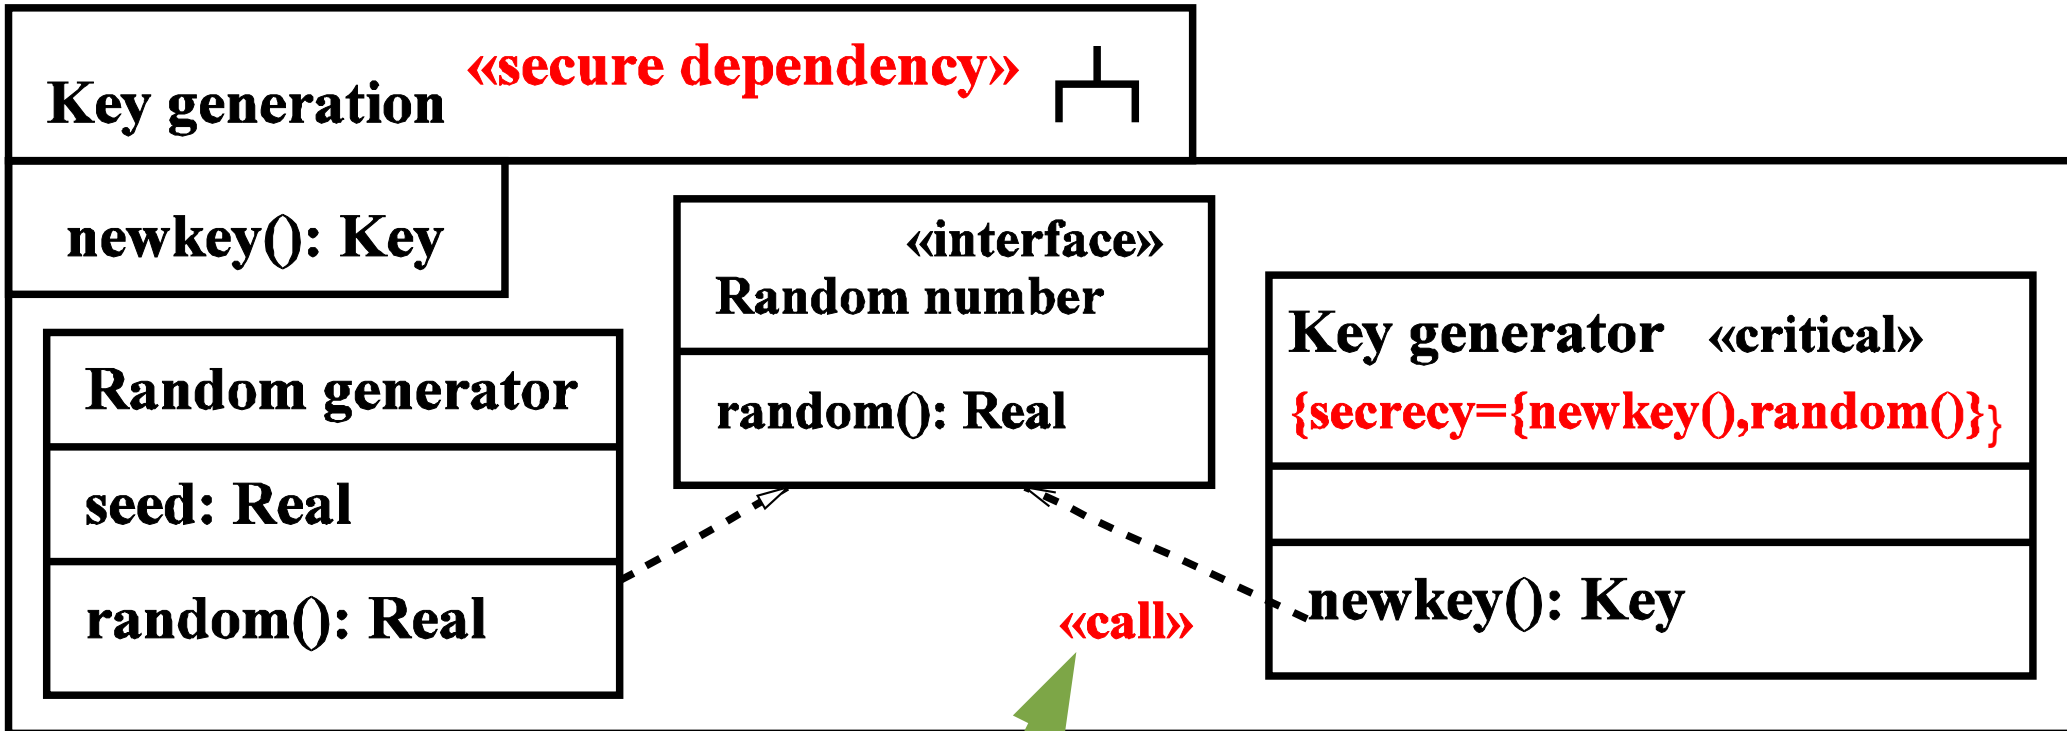 Key generation «secure dependency»
newkey(): Key
«interface»
Random number
random(): Real
Random generator
seed: Real
random(): Real
Key generator «critical»
{secrecy={newkey(),random()}}
newkey(): Key
«call»